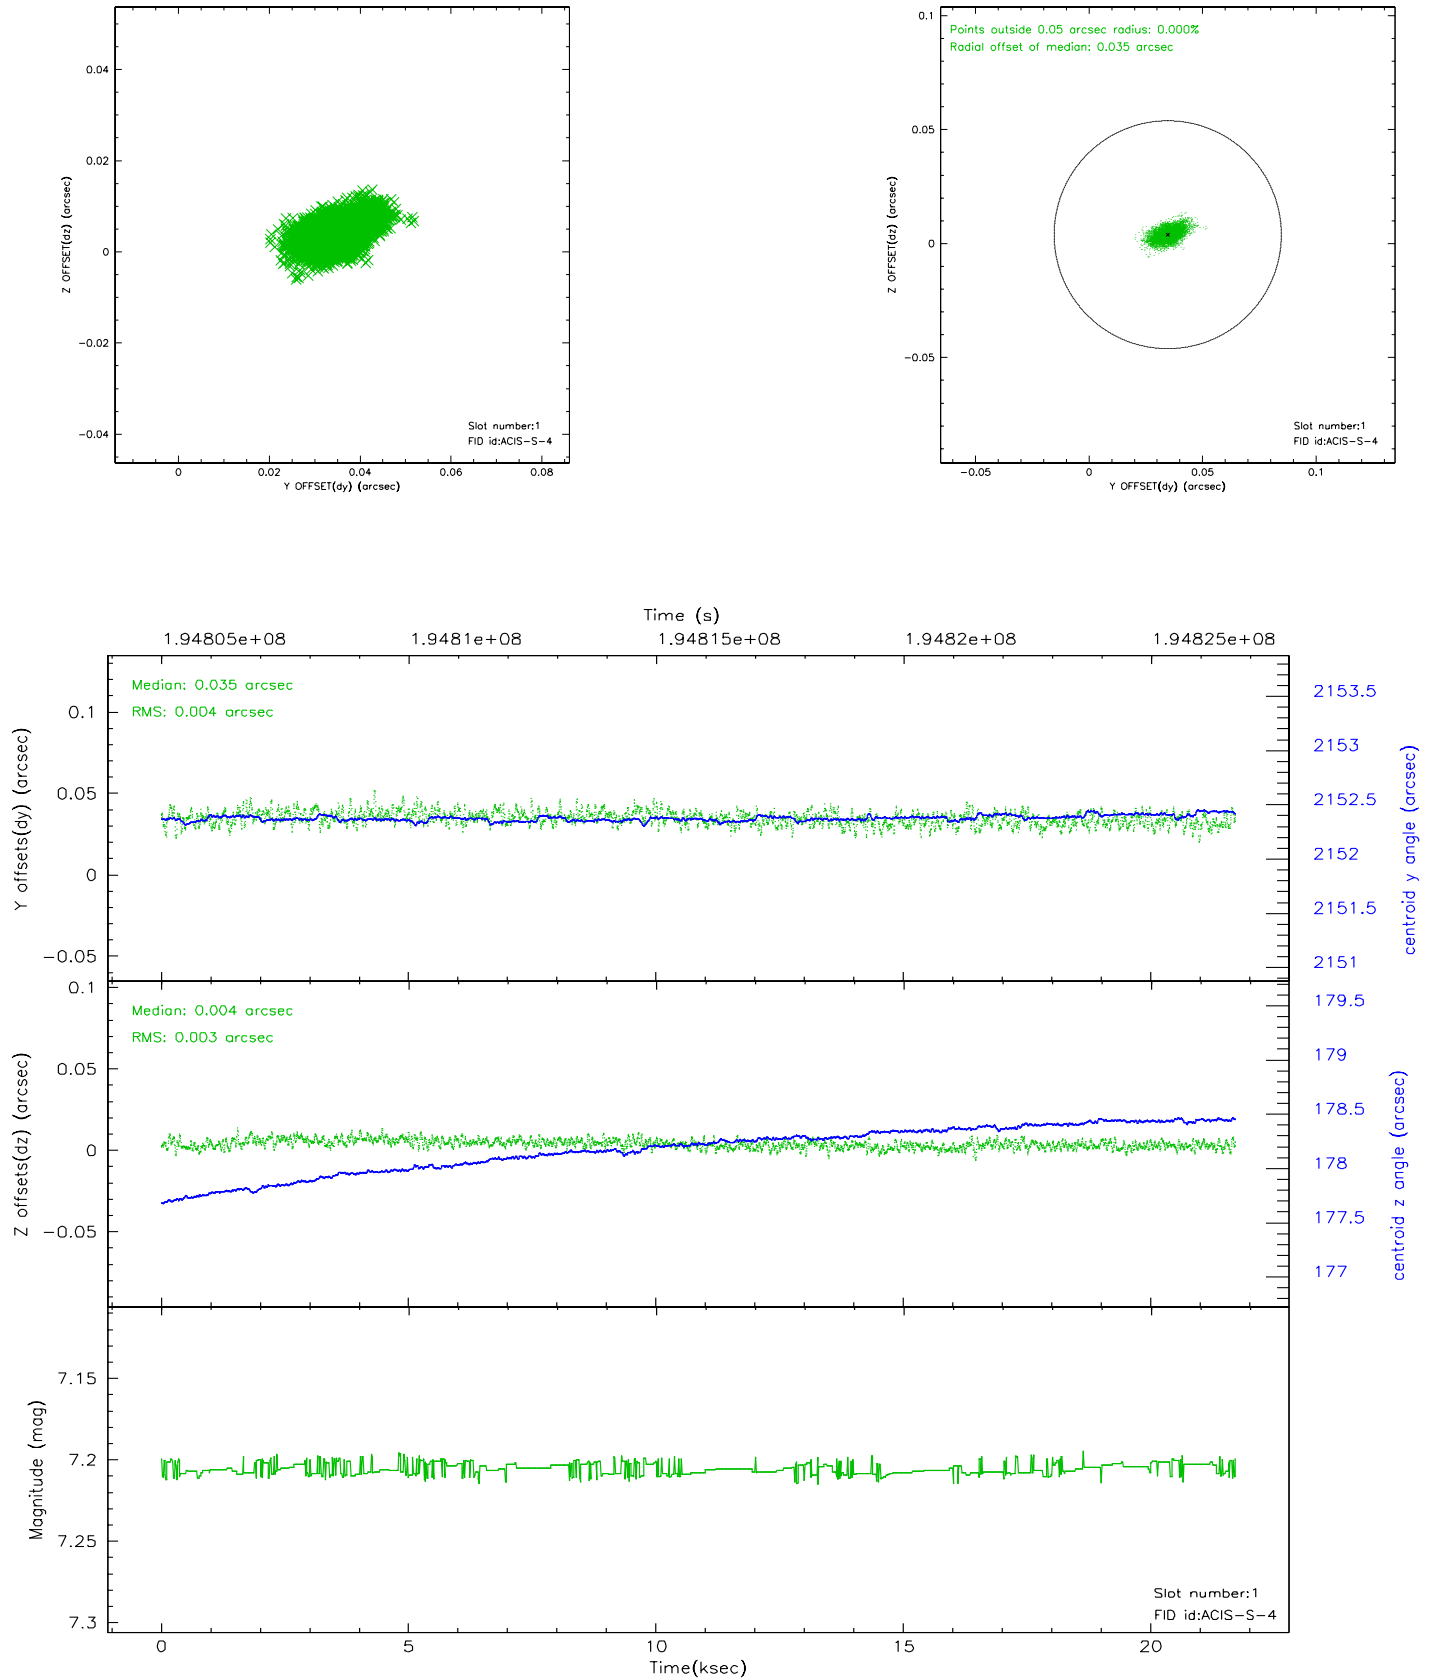 0.04
0.02
0
-0.02
-0.04
Z OFFSET(dz) (arcsec)
Slot number:1
FID id:ACIS-S-4
0 0.02 0.04 0.06 0.08
Y OFFSET(dy) (arcsec)
Points outside 0.05 arcsec radius: 0.000%
Radial offset of median: 0.035 arcsec
0.1
0.05
0
-0.05
Z OFFSET(dz) (arcsec)
Slot number:1
FID id:ACIS-S-4
-0.05 0 0.05 0.1
Y OFFSET(dy) (arcsec)
Time (s)
1.94805e+08 1.9481e+08 1.94815e+08 1.9482e+08 1.94825e+08
Median: 0.035 arcsec
RMS: 0.004 arcsec
0.1
0.05
0
-0.05
Y offsets(dy) (arcsec)
2153.5
2153
2152.5
2152
2151.5
2151
centroid y angle (arcsec)
Median: 0.004 arcsec
RMS: 0.003 arcsec
0.1
0.05
0
-0.05
Z offsets(dz) (arcsec)
179.5
179
178.5
178
177.5
177
centroid z angle (arcsec)
7.15
7.2
7.25
7.3
Magnitude (mag)
Slot number:1
FID id:ACIS-S-4
0 5 10 15 20
Time(ksec)